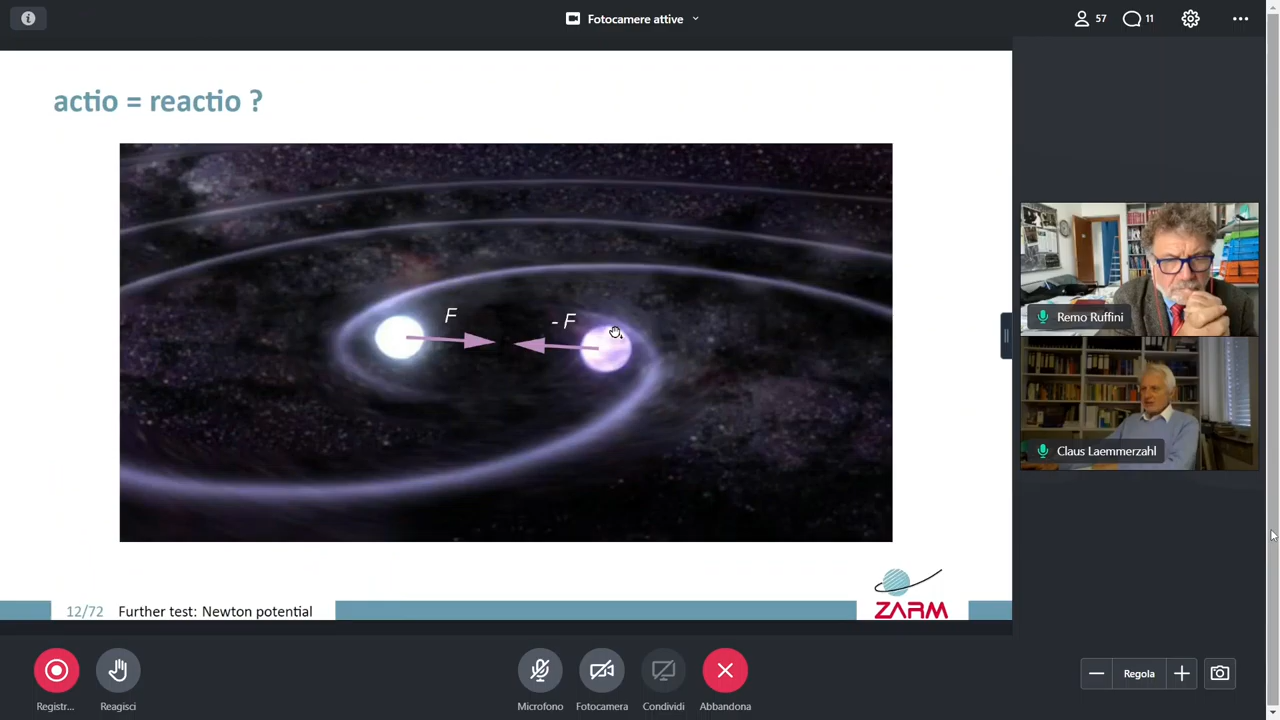 Fotocamere attive
57
11
actio = reactio ?
F
- F
Remo Ruffini
Claus Laemmerzahl
12/72 Further test: Newton potential
ZARM
Registr...
Reagisci
Microfono
Fotocamera
Condividi
Abbandona
Regola